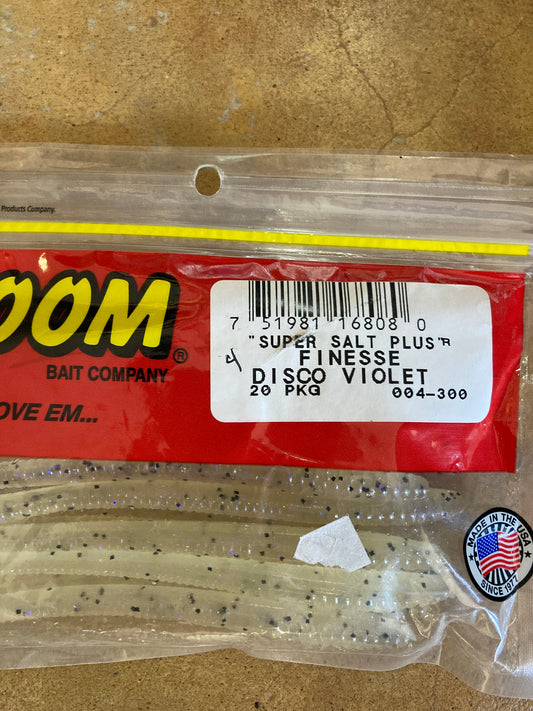 Products Company.
OOM®
BAIT COMPANY
OVE EM...
7 51981 16808 0
"SUPER SALT PLUS"R
4 FINESSE
DISCO VIOLET
20 PKG 004-300
MADE IN THE USA
SINCE 1977